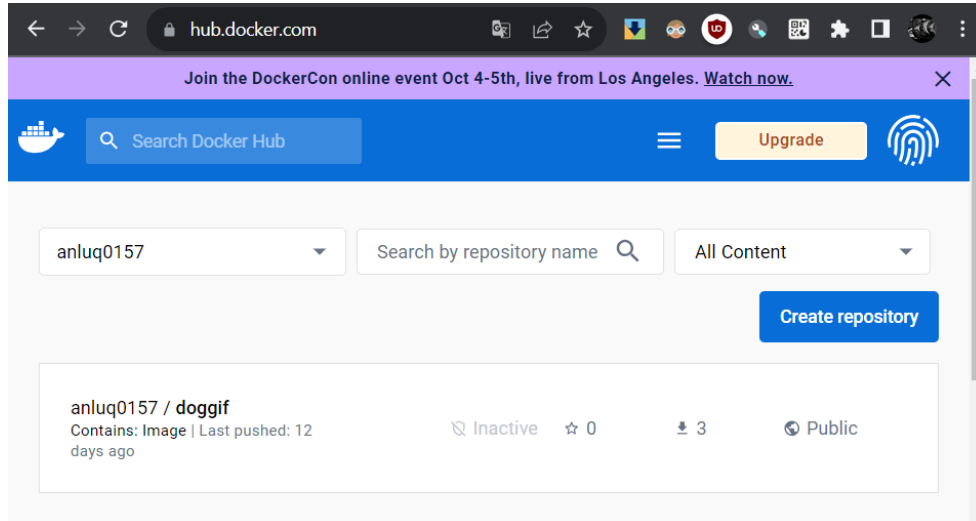 hub.docker.com
Join the DockerCon online event Oct 4-5th, live from Los Angeles. Watch now.
Search Docker Hub
Upgrade
anluq0157
Search by repository name
All Content
Create repository
anluq0157 / doggif
Contains: Image | Last pushed: 12
days ago
Inactive
0
3
Public